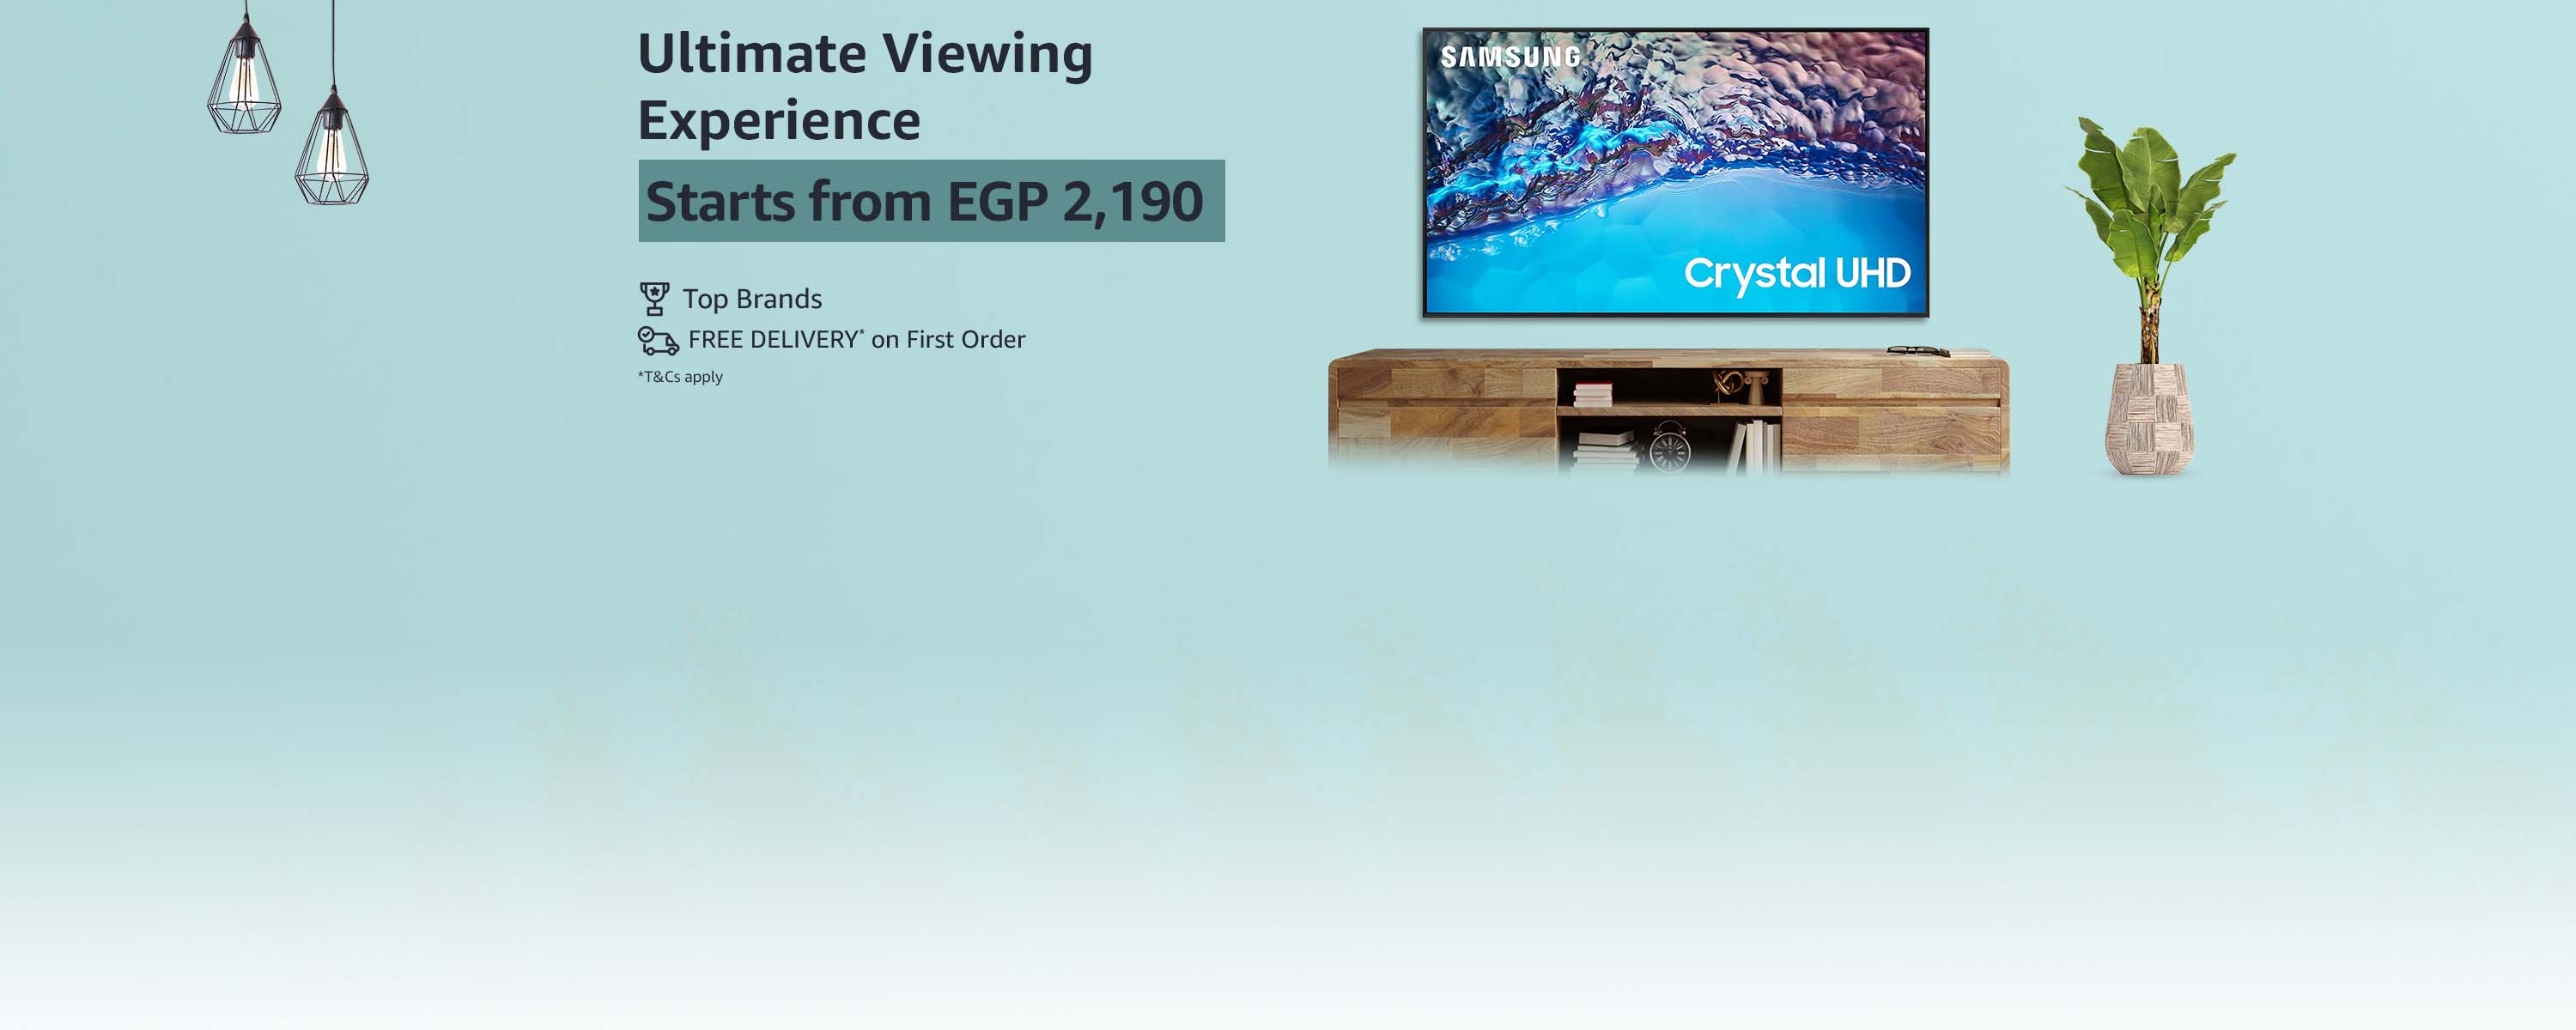 Ultimate Viewing
Experience
Starts from EGP 2,190
Top Brands
FREE DELIVERY* on First Order
*T&Cs apply
SAMSUNG
Crystal UHD